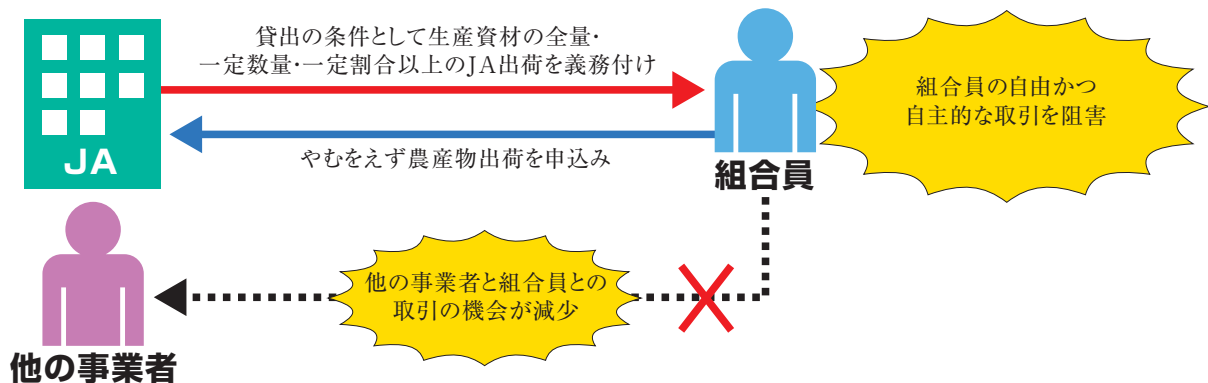 貸出の条件として生産資材の全量・
一定数量・一定割合以上のJA出荷を義務付け
JA
やむをえず農産物出荷を申込み
組合員
組合員の自由かつ
自主的な取引を阻害
他の事業者と組合員との
取引の機会が減少
他の事業者